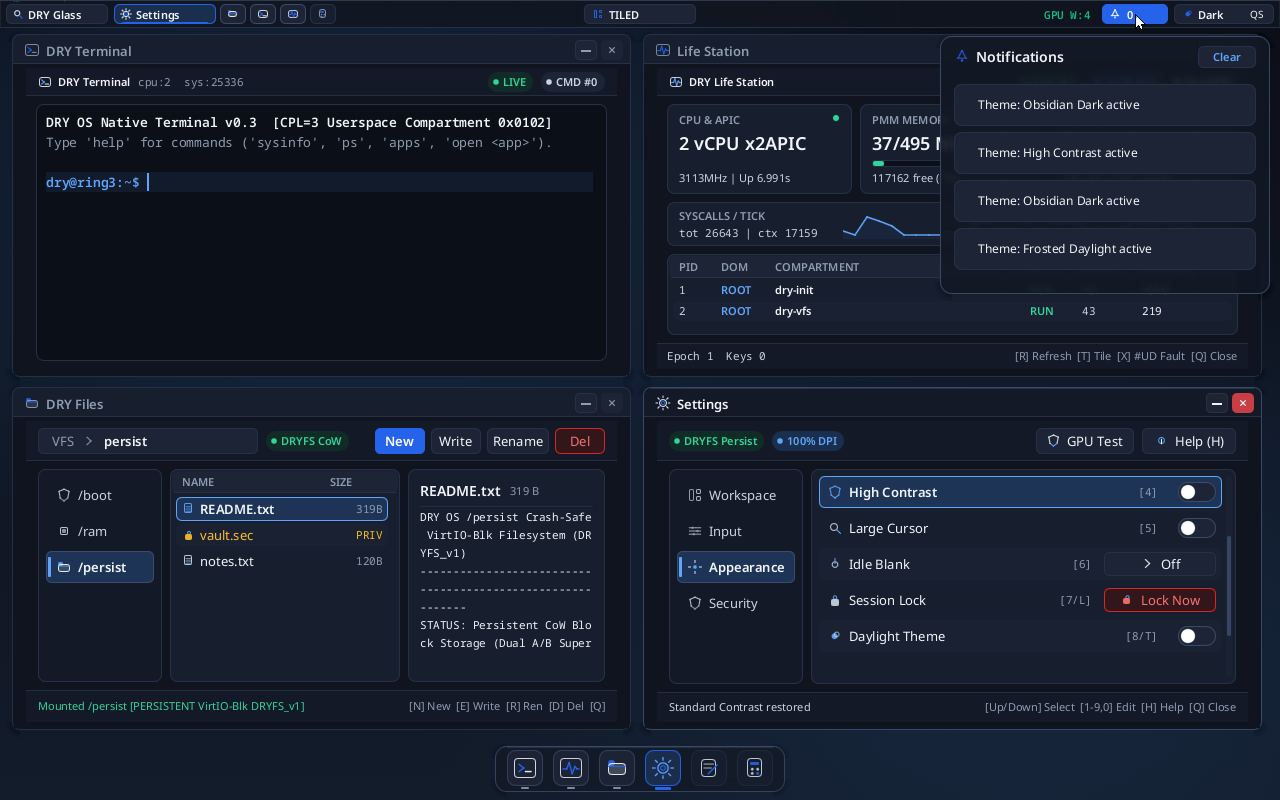 DRY Glass
Settings
TILED
GPU W:4
0
Dark
QS
DRY Terminal
DRY Terminal cpu:2 sys:25336
LIVE
CMD #0
DRY OS Native Terminal v0.3 [CPL=3 Userspace Compartment 0x0102]
Type 'help' for commands ('sysinfo', 'ps', 'apps', 'open <app>').
dry@ring3:~$
Life Station
DRY Life Station
CPU & APIC
2 vCPU x2APIC
3113MHz | Up 6.991s
PMM MEMOR
37/495
117162 free (
SYSCALLS / TICK
tot 26643 | ctx 17159
PID DOM COMPARTMENT
1 ROOT dry-init
2 ROOT dry-vfs RUN 43 219
Epoch 1 Keys 0
[R] Refresh [T] Tile [X] #UD Fault [Q] Close
Notifications
Clear
Theme: Obsidian Dark active
Theme: High Contrast active
Theme: Obsidian Dark active
Theme: Frosted Daylight active
DRY Files
VFS > persist
DRYFS CoW
New
Write
Rename
Del
/boot
/ram
/persist
NAME SIZE
README.txt 319B
vault.sec PRIV
notes.txt 120B
README.txt 319 B
DRY OS /persist Crash-Safe
VirtIO-Blk Filesystem (DR
YFS_v1)
--------------------------
--------------------------
-------
STATUS: Persistent CoW Blo
ck Storage (Dual A/B Super
Mounted /persist [PERSISTENT VirtIO-Blk DRYFS_v1]
[N] New [E] Write [R] Ren [D] Del [Q]
Settings
DRYFS Persist
100% DPI
GPU Test
Help (H)
Workspace
Input
Appearance
Security
High Contrast [4]
Large Cursor [5]
Idle Blank [6] > Off
Session Lock [7/L] Lock Now
Daylight Theme [8/T]
Standard Contrast restored
[Up/Down] Select [1-9,0] Edit [H] Help [Q] Close